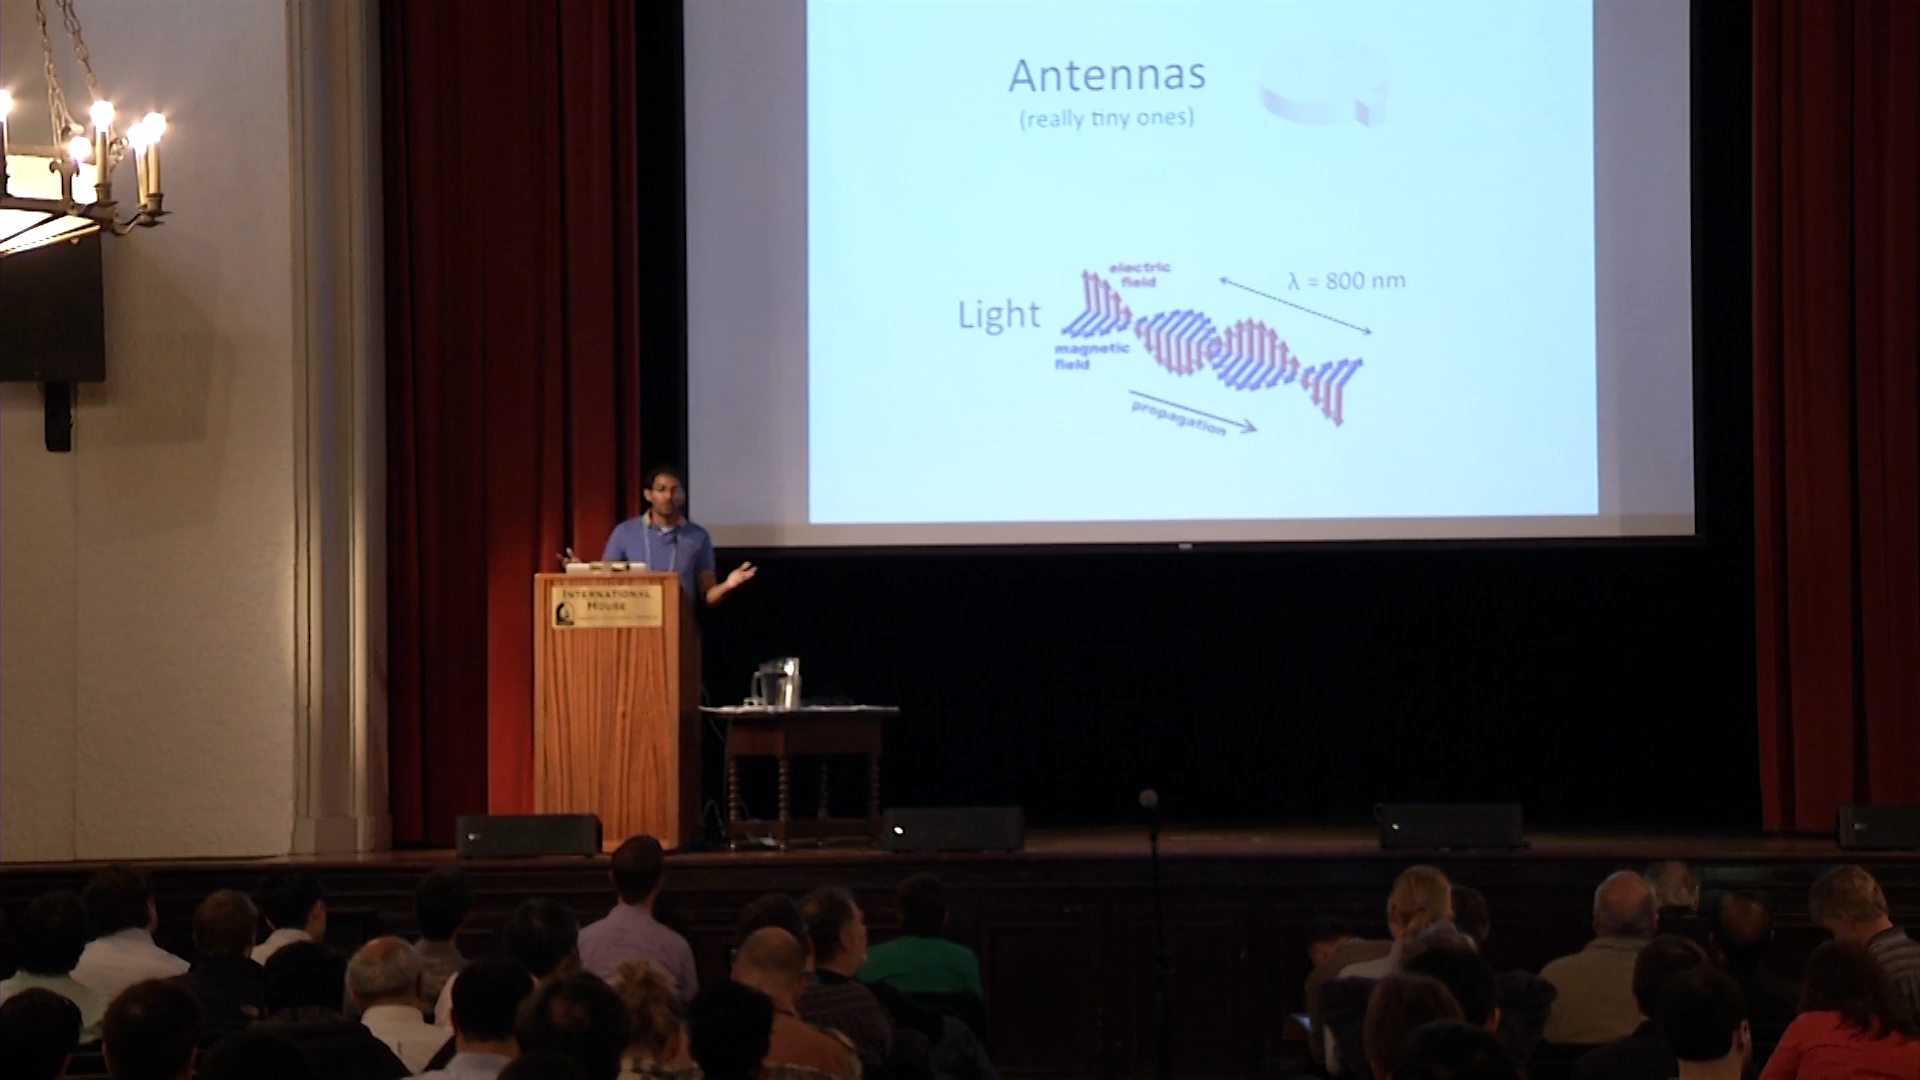 Antennas
(really tiny ones)
electric
field
λ = 800 nm
Light
magnetic
field
propagation
INTERNATIONAL
HOUSE